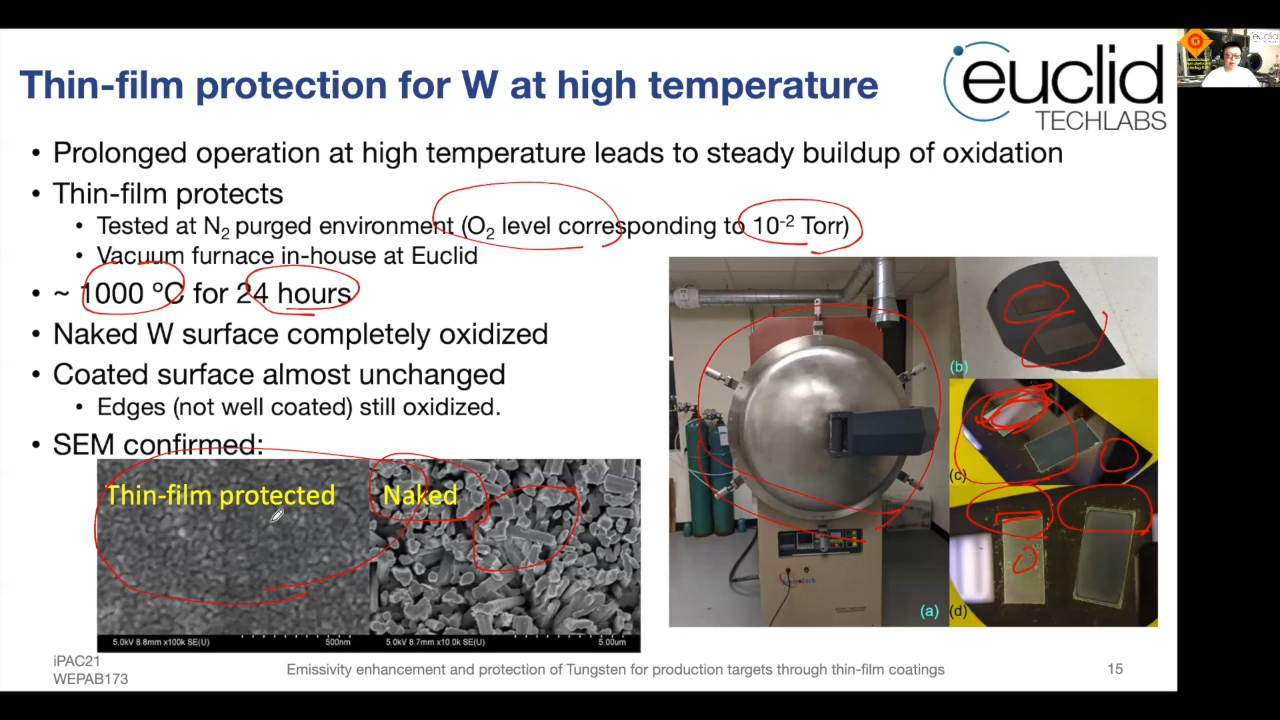 Thin-film protection for W at high temperature
euclid
TECHLABS
• Prolonged operation at high temperature leads to steady buildup of oxidation
• Thin-film protects
• Tested at N₂ purged environment (O₂ level corresponding to 10⁻² Torr)
• Vacuum furnace in-house at Euclid
• ~ 1000 °C for 24 hours
• Naked W surface completely oxidized
• Coated surface almost unchanged
• Edges (not well coated) still oxidized.
• SEM confirmed:
Thin-film protected
Naked
5.0kV 8.8mm x100k SE(U)
500nm
5.0kV 8.7mm x10.0k SE(U)
5.00um
(a)
(b)
(c)
(d)
iPAC21
WEPAB173
Emissivity enhancement and protection of Tungsten for production targets through thin-film coatings
15